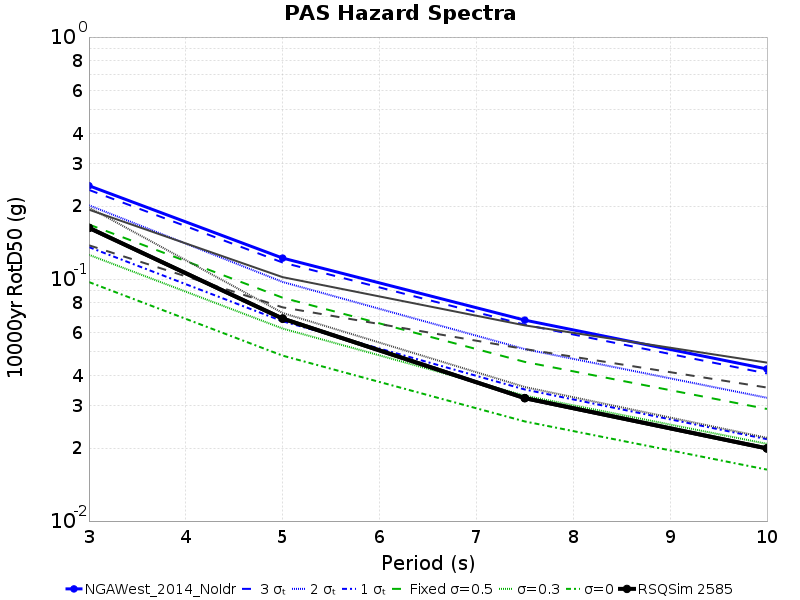 PAS Hazard Spectra
10⁰
8
6
4
3
2
10⁻¹
8
6
4
3
2
10⁻²
10000yr RotD50 (g)
3 4 5 6 7 8 9 10
Period (s)
NGAWest_2014_NoIdr 3 σₜ 2 σₜ 1 σₜ Fixed σ=0.5 σ=0.3 σ=0 RSQSim 2585